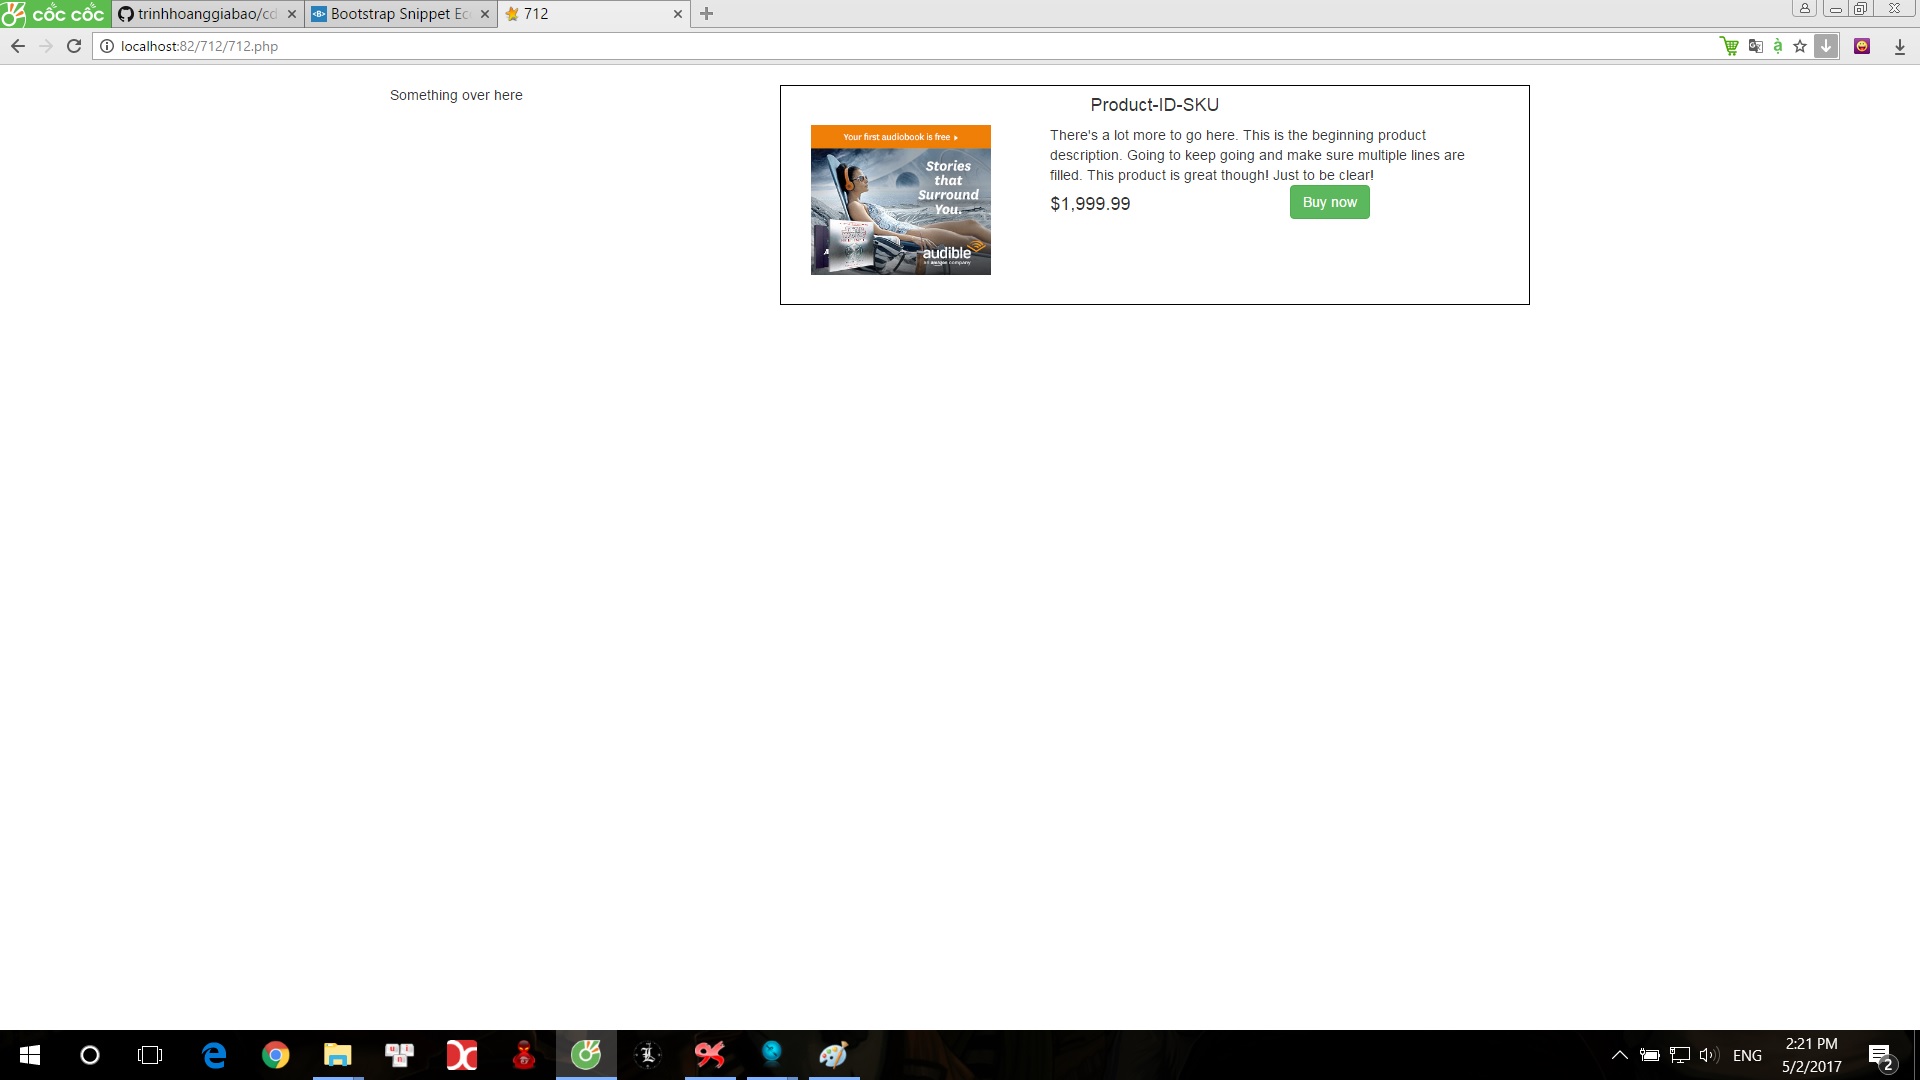 cốc cốc
trinhhoanggiabao/cd
Bootstrap Snippet Ec
712
localhost:82/712/712.php
Something over here
Product-ID-SKU
Your first audiobook is free
Stories
that
Surround
You.
audible
an amazon company
There's a lot more to go here. This is the beginning product
description. Going to keep going and make sure multiple lines are
filled. This product is great though! Just to be clear!
$1,999.99
Buy now
ENG
2:21 PM
5/2/2017
2